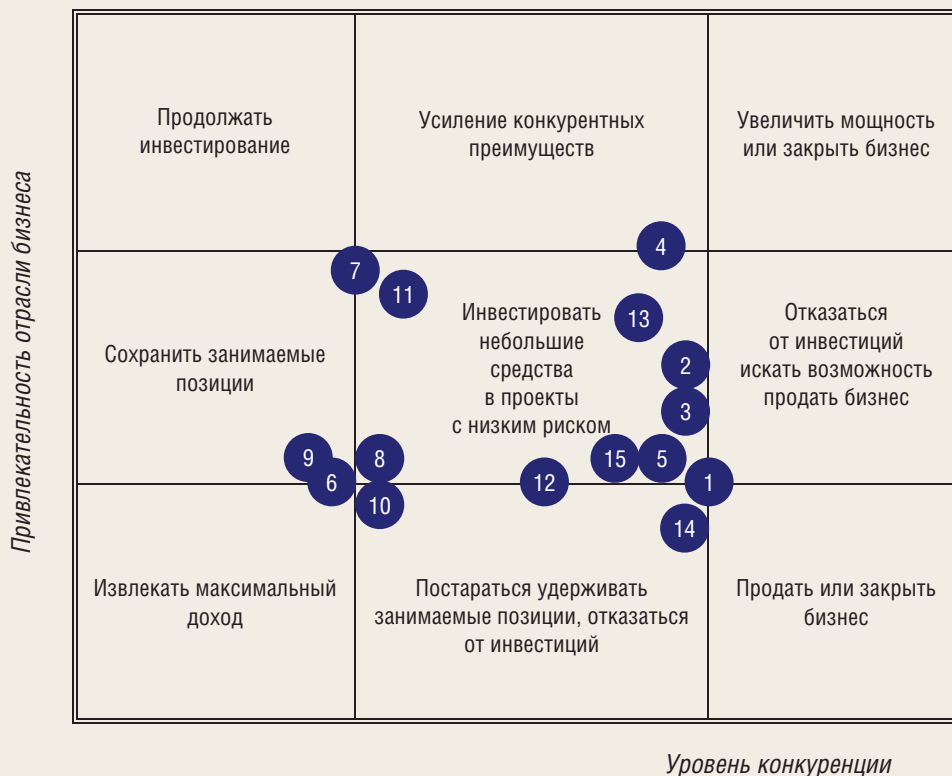 Привлекательность отрасли бизнеса
Продолжать
инвестирование
Усиление конкурентных
преимуществ
Увеличить мощность
или закрыть бизнес
4
7
11
13
2
3
Сохранить занимаемые
позиции
Инвестировать
небольшие
средства
в проекты
с низким риском
Отказаться
от инвестиций
искать возможность
продать бизнес
9
8
15
5
6
12
1
10
14
Извлекать максимальный
доход
Постараться удерживать
занимаемые позиции, отказаться
от инвестиций
Продать или закрыть
бизнес
Уровень конкуренции